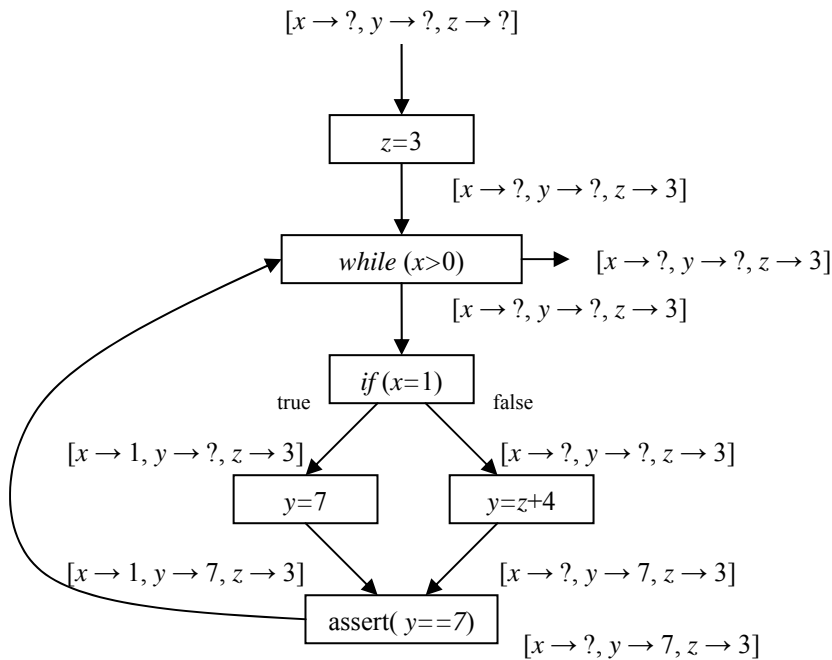 [x → ?, y → ?, z → ?]
z=3
[x → ?, y → ?, z → 3]
while (x>0)
[x → ?, y → ?, z → 3]
[x → ?, y → ?, z → 3]
if (x=1)
true
false
[x → 1, y → ?, z → 3]
[x → ?, y → ?, z → 3]
y=7
y=z+4
[x → 1, y → 7, z → 3]
[x → ?, y → 7, z → 3]
assert( y==7)
[x → ?, y → 7, z → 3]